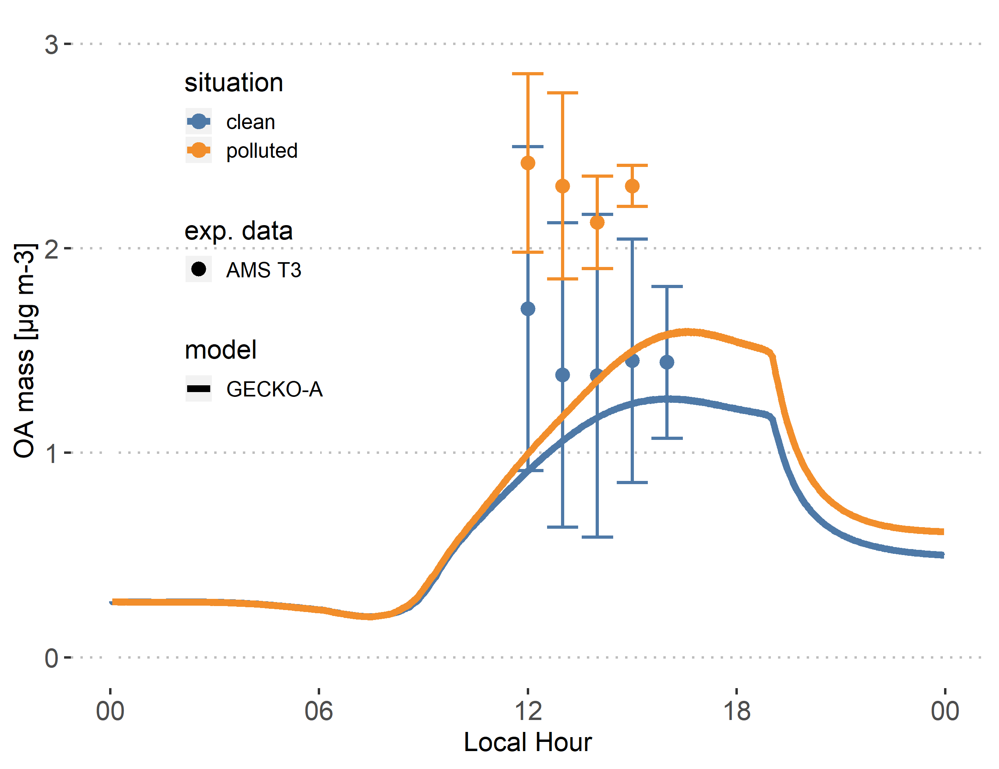 situation
clean
polluted
exp. data
AMS T3
model
GECKO-A
OA mass [µg m-3]
3
2
1
0
00 06 12 18 00
Local Hour